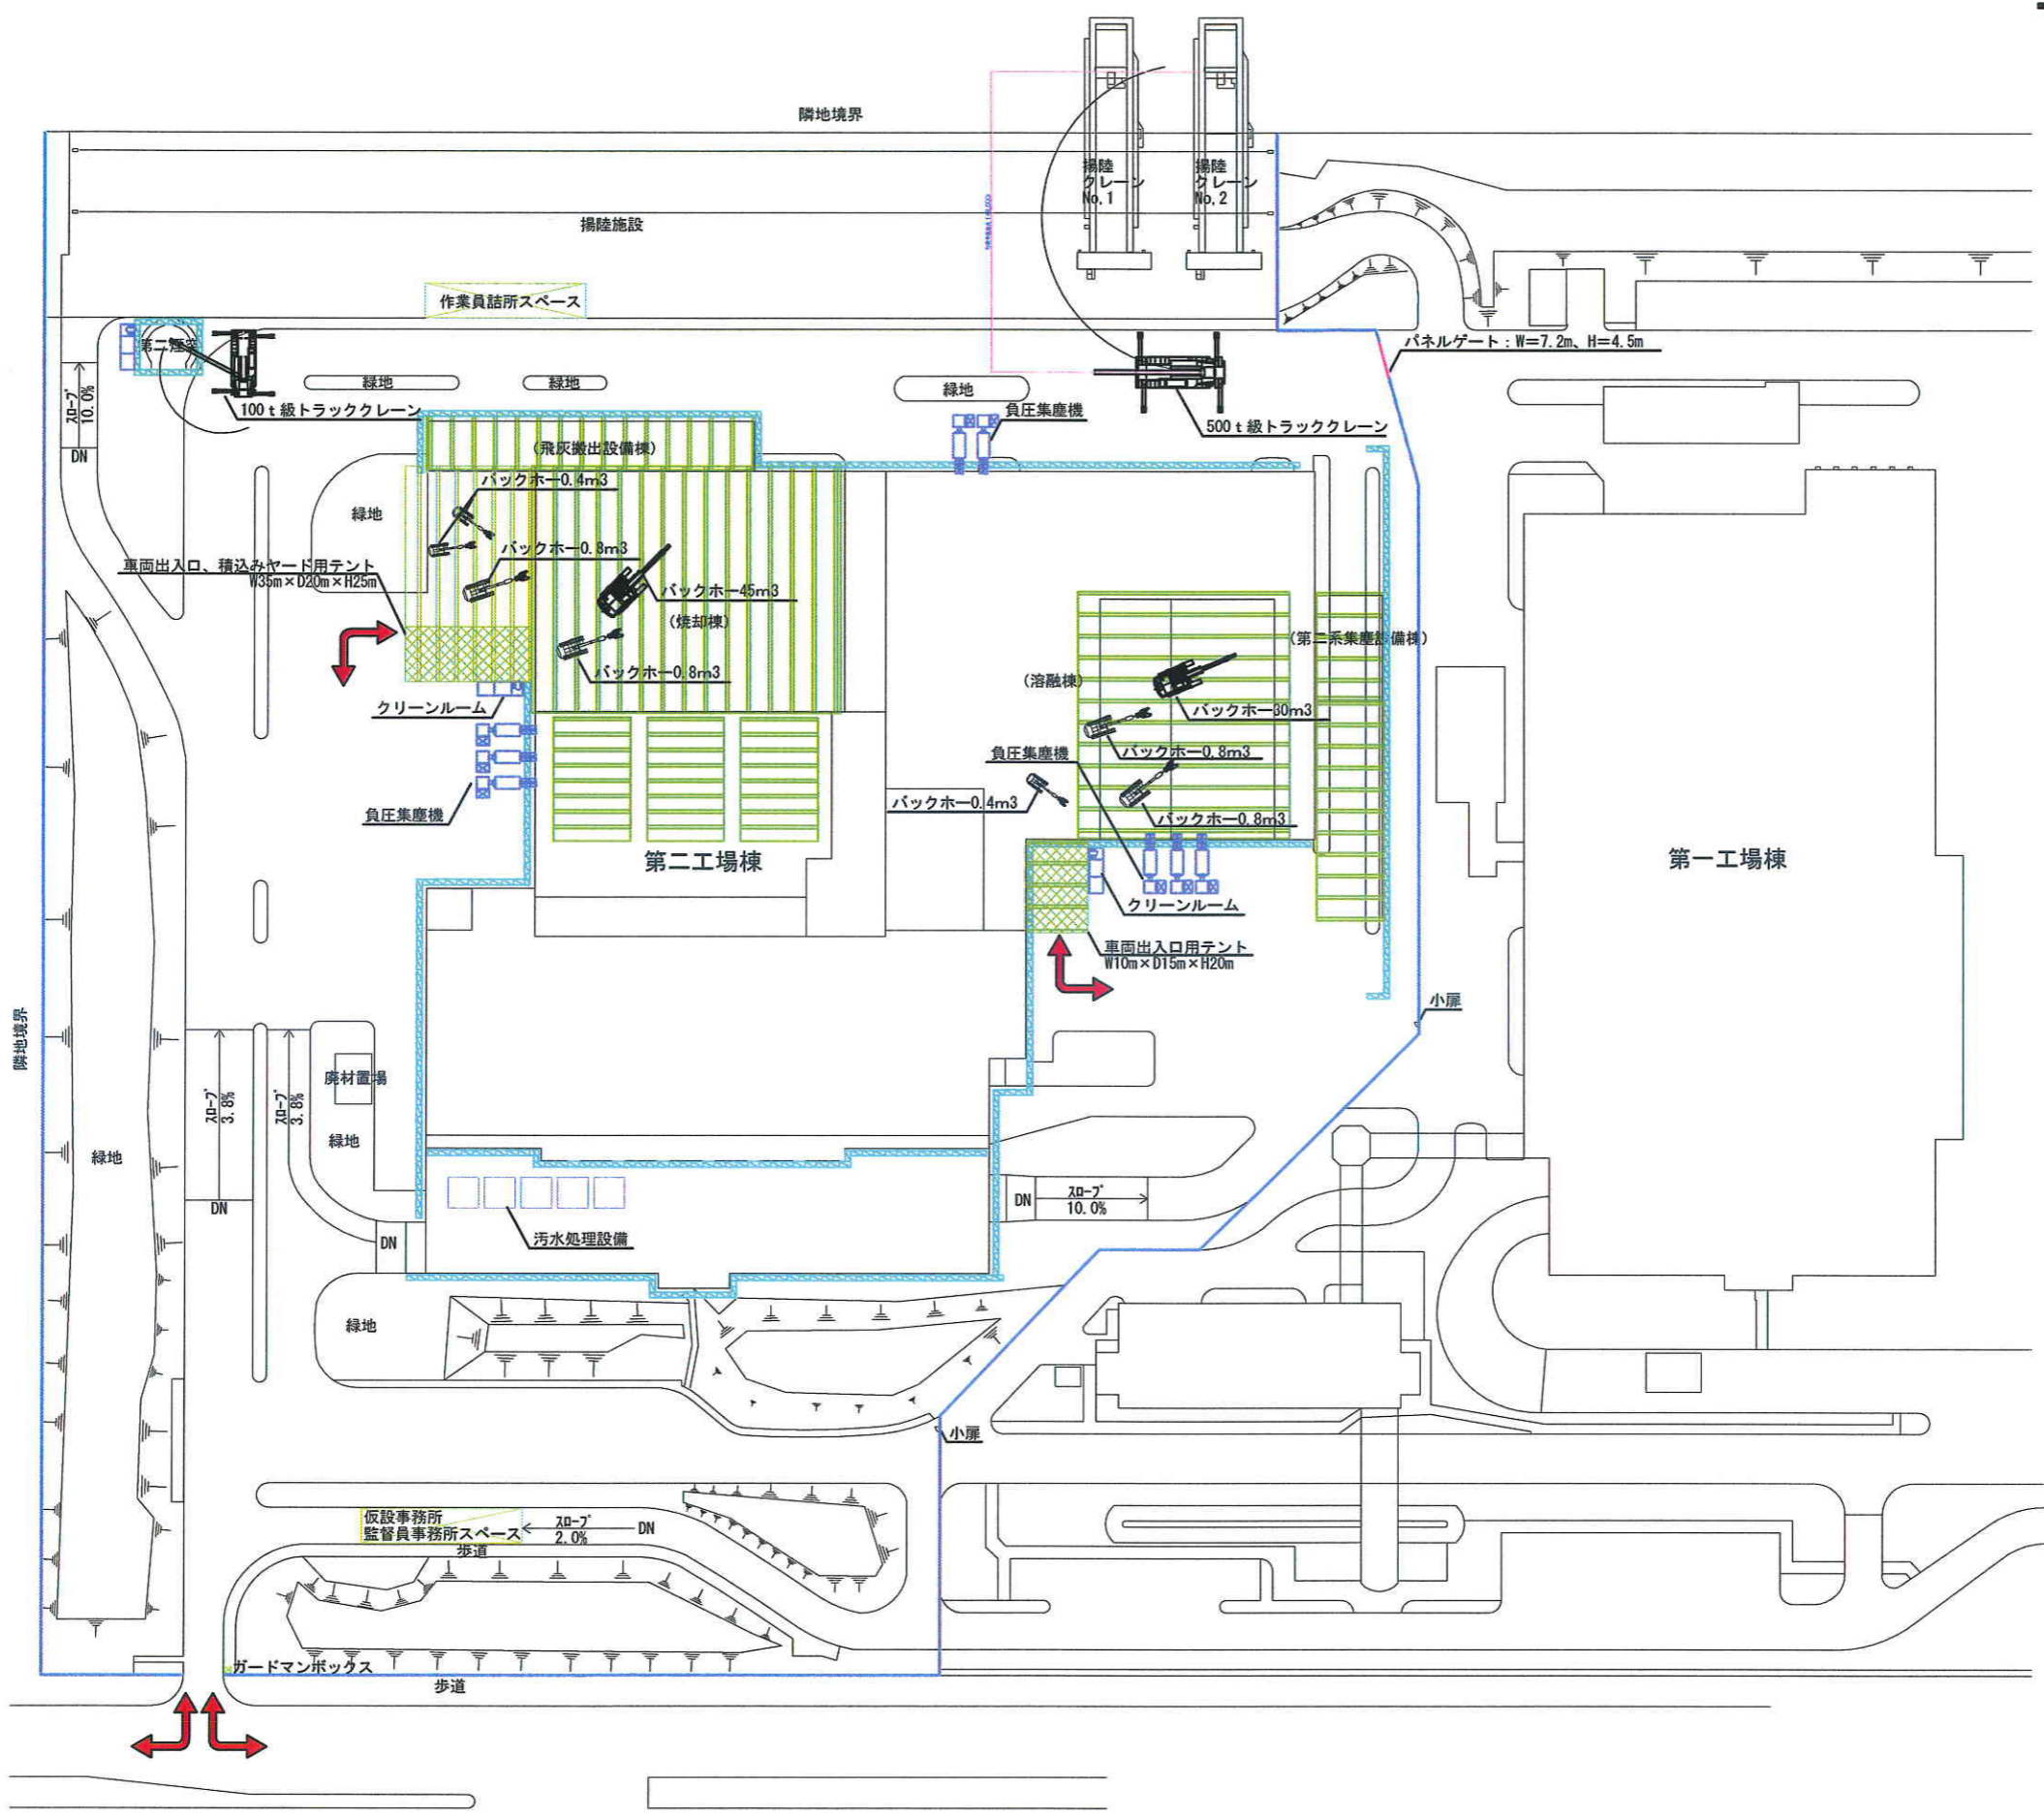 隣地境界
揚陸
クレーン
No.1
揚陸
クレーン
No.2
揚陸施設
作業員詰所スペース
第二煙突
パネルゲート：W＝7.2m、H＝4.5m
スロープ
10.0%
DN
緑地
緑地
緑地
100ｔ級トラッククレーン
負圧集塵機
500ｔ級トラッククレーン
(飛灰搬出設備棟)
バックホー0.4m3
緑地
バックホー0.8m3
車両出入口、積込みヤード用テント
W35m×D20m×H25m
バックホー45m3
(焼却棟)
バックホー0.8m3
(第二系集塵設備棟)
(溶融棟)
バックホー30m3
クリーンルーム
負圧集塵機
バックホー0.8m3
バックホー0.4m3
バックホー0.8m3
負圧集塵機
第二工場棟
第一工場棟
クリーンルーム
車両出入口用テント
W10m×D15m×H20m
小扉
隣地境界
スロープ
3.8%
スロープ
3.8%
廃材置場
緑地
緑地
DN
DN
スロープ
10.0%
DN
汚水処理設備
緑地
小扉
仮設事務所
監督員事務所スペース
スロープ
2.0%
DN
歩道
ガードマンボックス
歩道